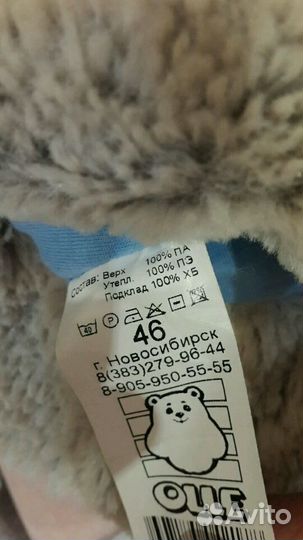 Состав: Верх 100% ПА
Утепл. 100% ПЭ
Подклад 100% ХБ
40 P
46
г. Новосибирск
8(383)279-96-44
8-905-950-55-55
Avito